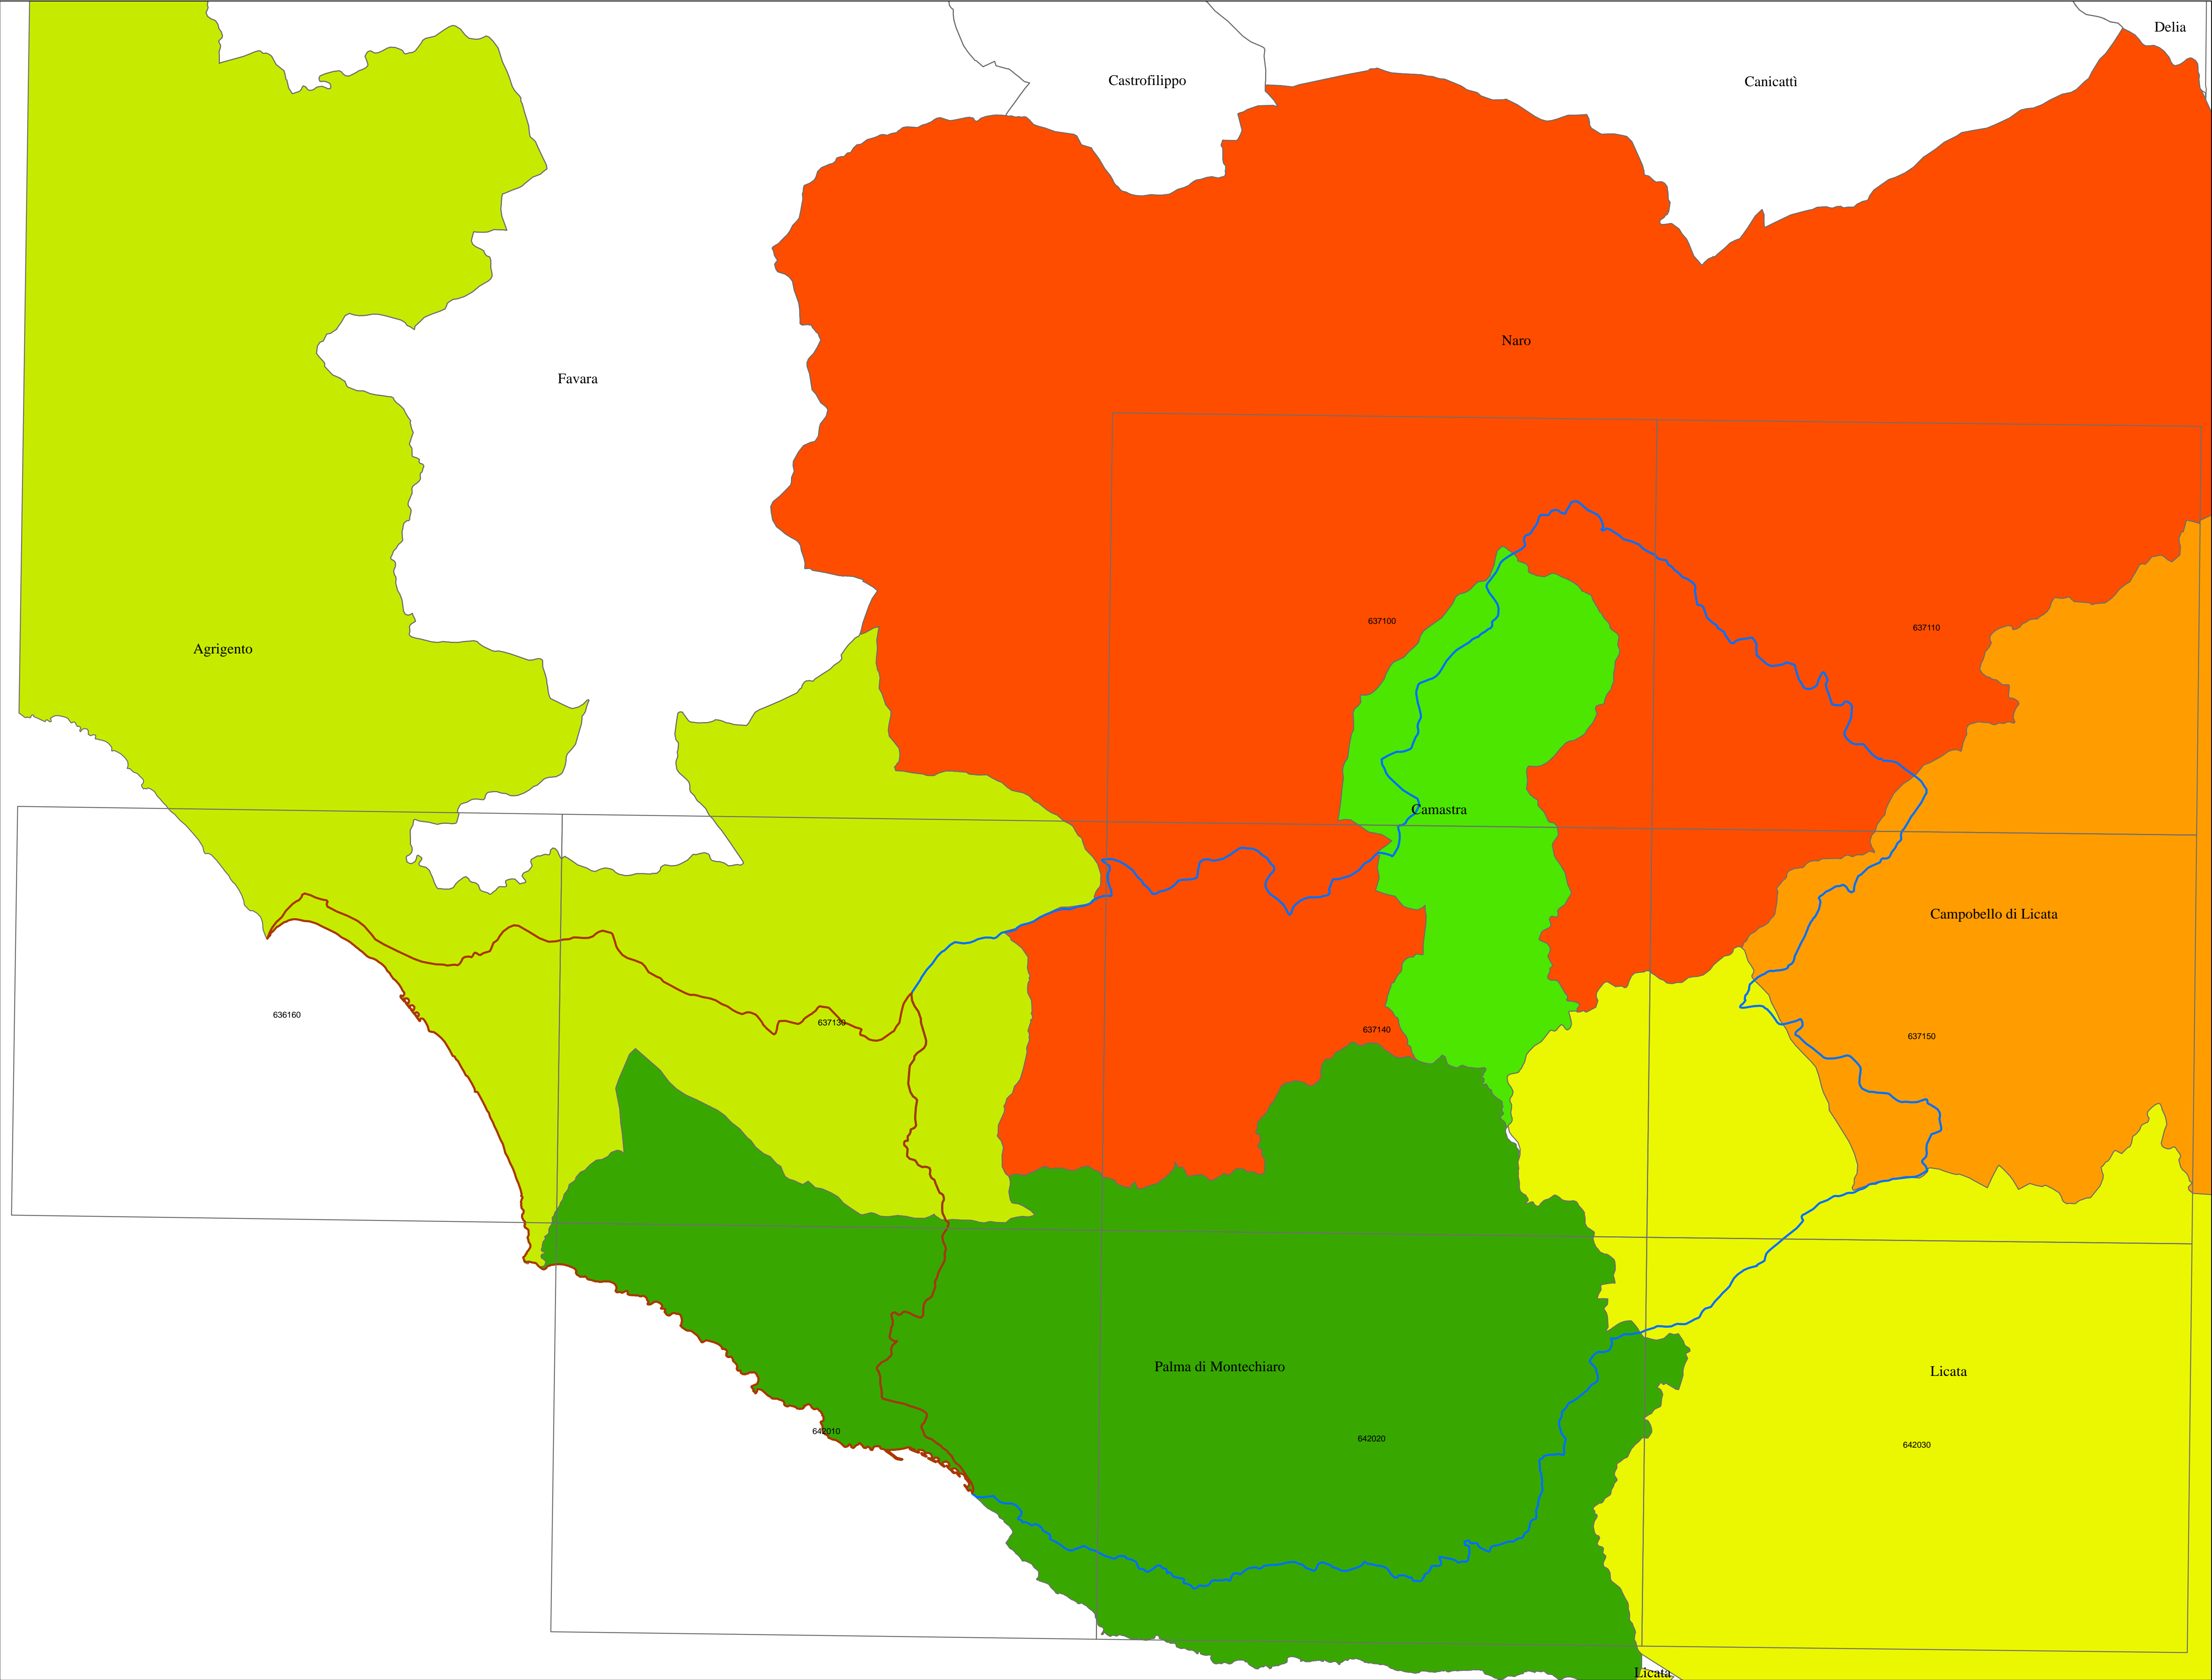 Delia
Castrofilippo
Canicattì
Naro
Favara
637100
637110
Agrigento
Camastra
Campobello di Licata
636160
637130
637140
637150
Palma di Montechiaro
Licata
642010
642020
642030
Licata